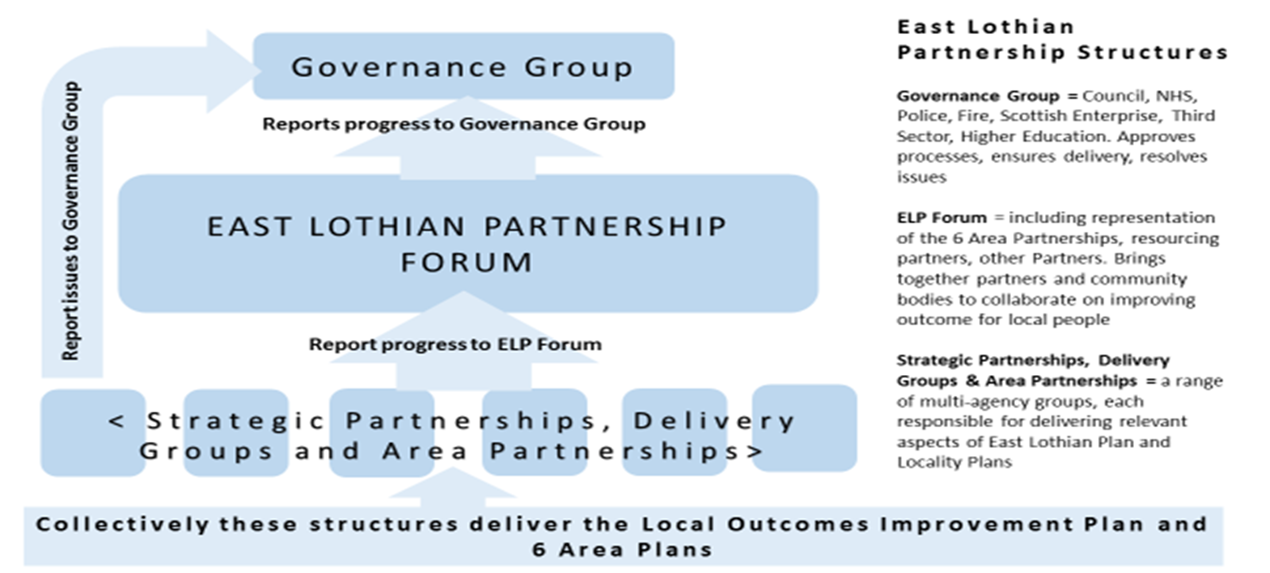 Governance Group
Reports progress to Governance Group
Report issues to Governance Group
EAST LOTHIAN PARTNERSHIP
FORUM
Report progress to ELP Forum
< Strategic Partnerships, Delivery
Groups and Area Partnerships>
Collectively these structures deliver the Local Outcomes Improvement Plan and
6 Area Plans
East Lothian
Partnership Structures
Governance Group = Council, NHS,
Police, Fire, Scottish Enterprise, Third
Sector, Higher Education. Approves
processes, ensures delivery, resolves
issues
ELP Forum = including representation
of the 6 Area Partnerships, resourcing
partners, other Partners. Brings
together partners and community
bodies to collaborate on improving
outcome for local people
Strategic Partnerships, Delivery
Groups & Area Partnerships = a range
of multi-agency groups, each
responsible for delivering relevant
aspects of East Lothian Plan and
Locality Plans